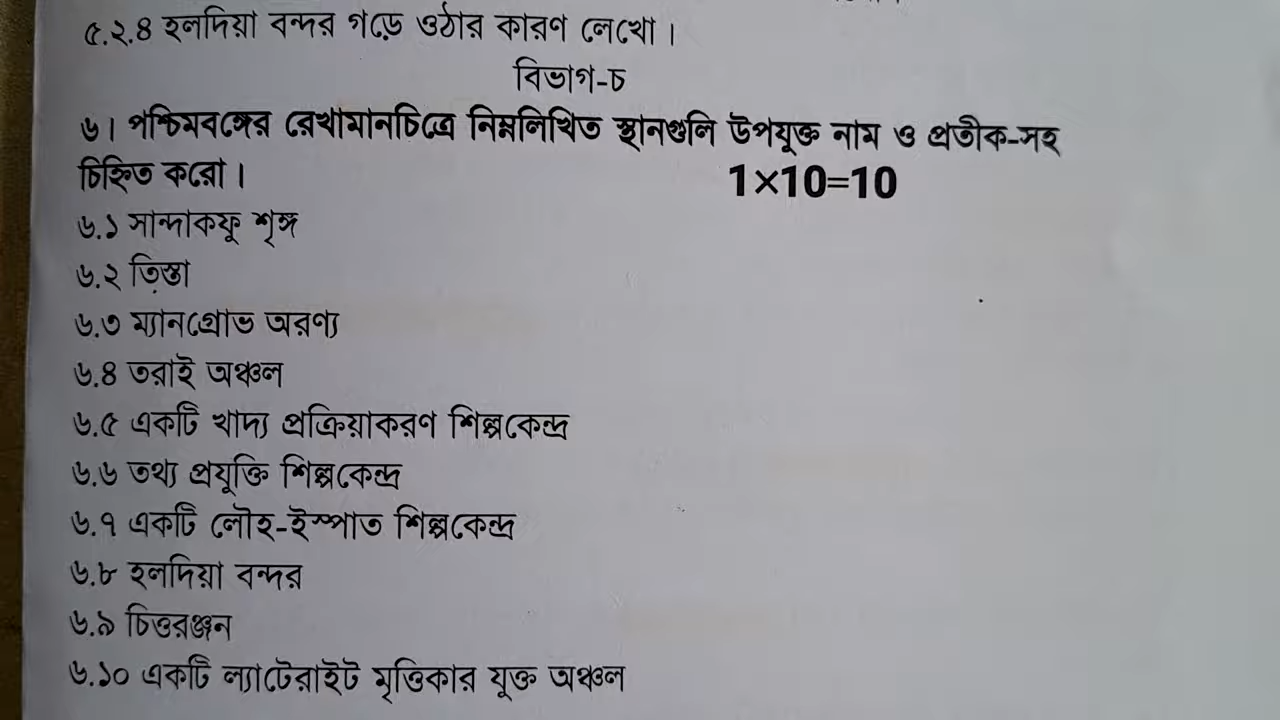 ৫.২.৪ হলদিয়া বন্দর গড়ে ওঠার কারণ লেখো।
বিভাগ-চ
৬। পশ্চিমবঙ্গের রেখামানচিত্রে নিম্নলিখিত স্থানগুলি উপযুক্ত নাম ও প্রতীক-সহ
চিহ্নিত করো। 1×10=10
৬.১ সান্দাকফু শৃঙ্গ
৬.২ তিস্তা
৬.৩ ম্যানগ্রোভ অরণ্য
৬.৪ তরাই অঞ্চল
৬.৫ একটি খাদ্য প্রক্রিয়াকরণ শিল্পকেন্দ্র
৬.৬ তথ্য প্রযুক্তি শিল্পকেন্দ্র
৬.৭ একটি লৌহ-ইস্পাত শিল্পকেন্দ্র
৬.৮ হলদিয়া বন্দর
৬.৯ চিত্তরঞ্জন
৬.১০ একটি ল্যাটেরাইট মৃত্তিকার যুক্ত অঞ্চল